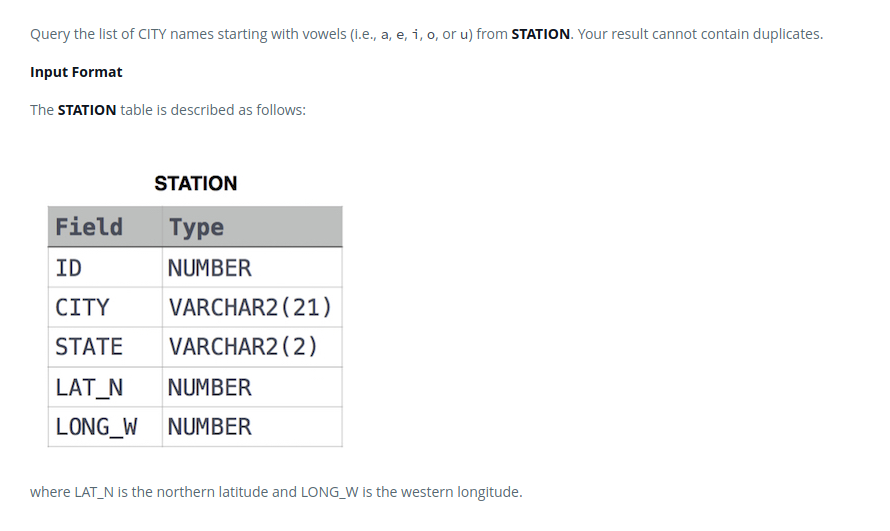 Query the list of CITY names starting with vowels (i.e., a, e, i, o, or u) from STATION. Your result cannot contain duplicates.
Input Format
The STATION table is described as follows:
STATION
Field Type
ID NUMBER
CITY VARCHAR2(21)
STATE VARCHAR2(2)
LAT_N NUMBER
LONG_W NUMBER
where LAT_N is the northern latitude and LONG_W is the western longitude.